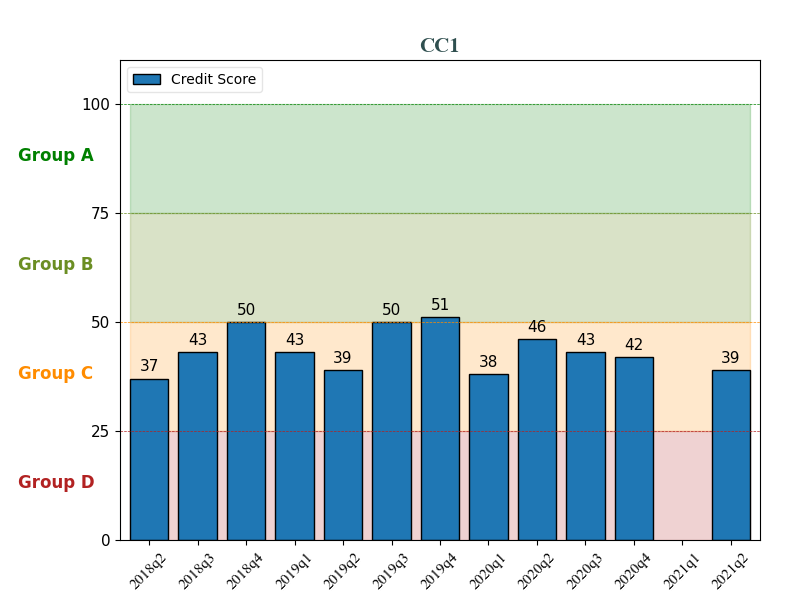 CC1
Credit Score
100
Group A
75
Group B
50
Group C
25
Group D
0
37
43
50
43
39
50
51
38
46
43
42
39
2018q2
2018q3
2018q4
2019q1
2019q2
2019q3
2019q4
2020q1
2020q2
2020q3
2020q4
2021q1
2021q2